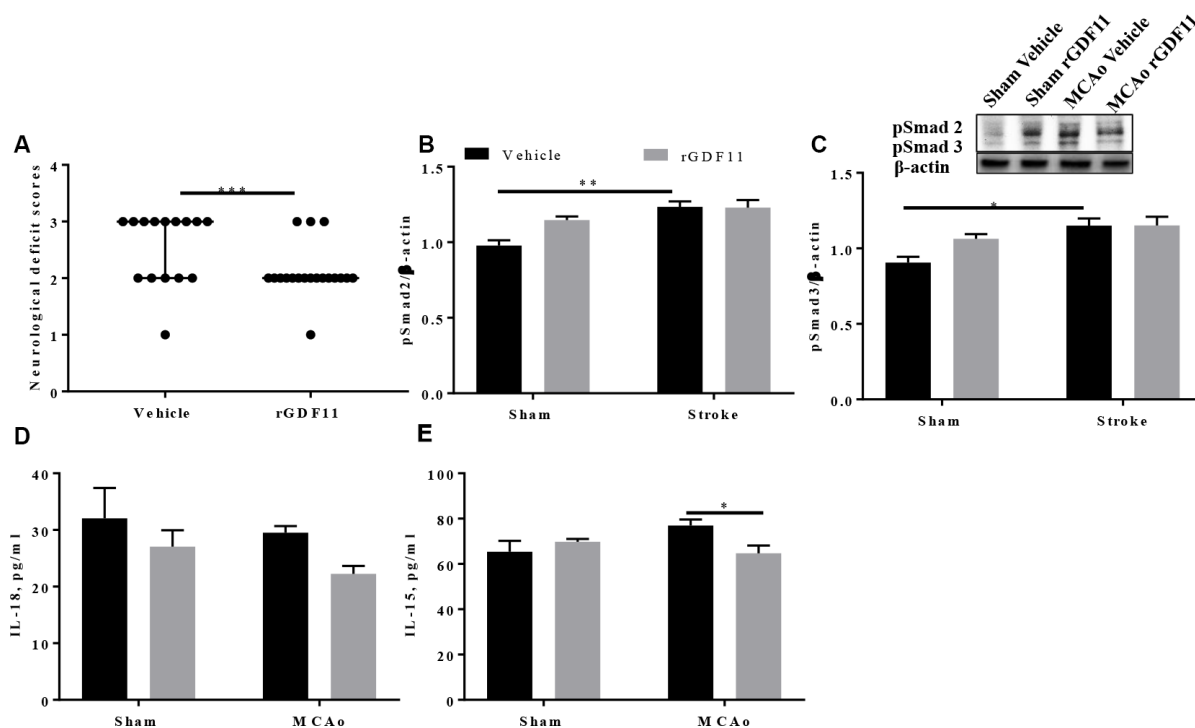 Sham Vehicle
Sham rGDF11
MCAo Vehicle
MCAo rGDF11
pSmad 2
pSmad 3
β-actin
A
Neurological deficit scores
4
3
2
1
0
***
Vehicle
rGDF11
B
Vehicle
rGDF11
pSmad2/β-actin
1.5
1.0
0.5
0.0
**
Sham
Stroke
C
pSmad3/β-actin
1.5
1.0
0.5
0.0
*
Sham
Stroke
D
IL-18, pg/ml
40
30
20
10
0
Sham
MCAo
E
IL-15, pg/ml
100
80
60
40
20
0
*
Sham
MCAo